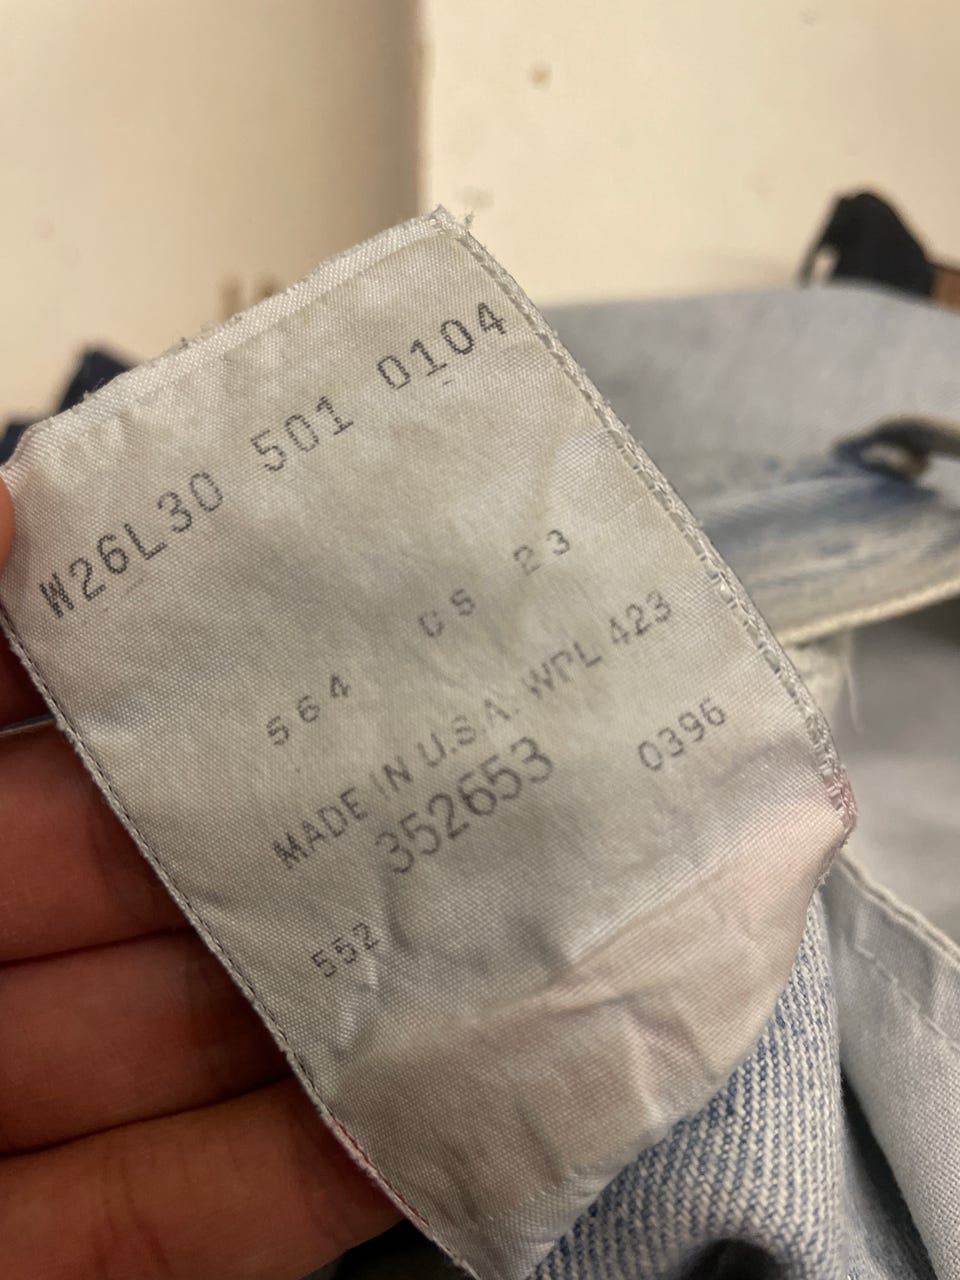 W26L30 501 0104
564 CS 23
MADE IN U.S.A. WPL 423
352653 0396
552